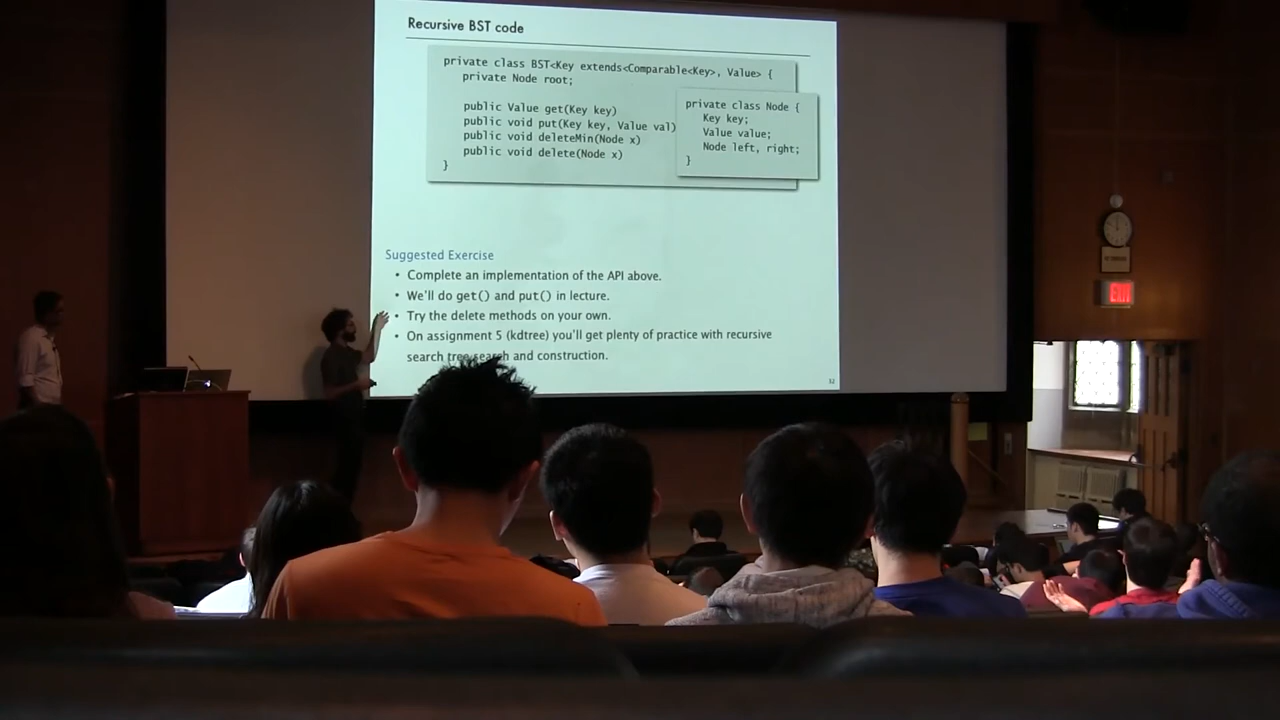 Recursive BST code
private class BST<Key extends<Comparable<Key>, Value> {
private Node root;
public Value get(Key key)
public void put(Key key, Value val)
public void deleteMin(Node x)
public void delete(Node x)
}
private class Node {
Key key;
Value value;
Node left, right;
}
Suggested Exercise
• Complete an implementation of the API above.
• We'll do get() and put() in lecture.
• Try the delete methods on your own.
• On assignment 5 (kdtree) you'll get plenty of practice with recursive
search tree search and construction.
32
EXIT